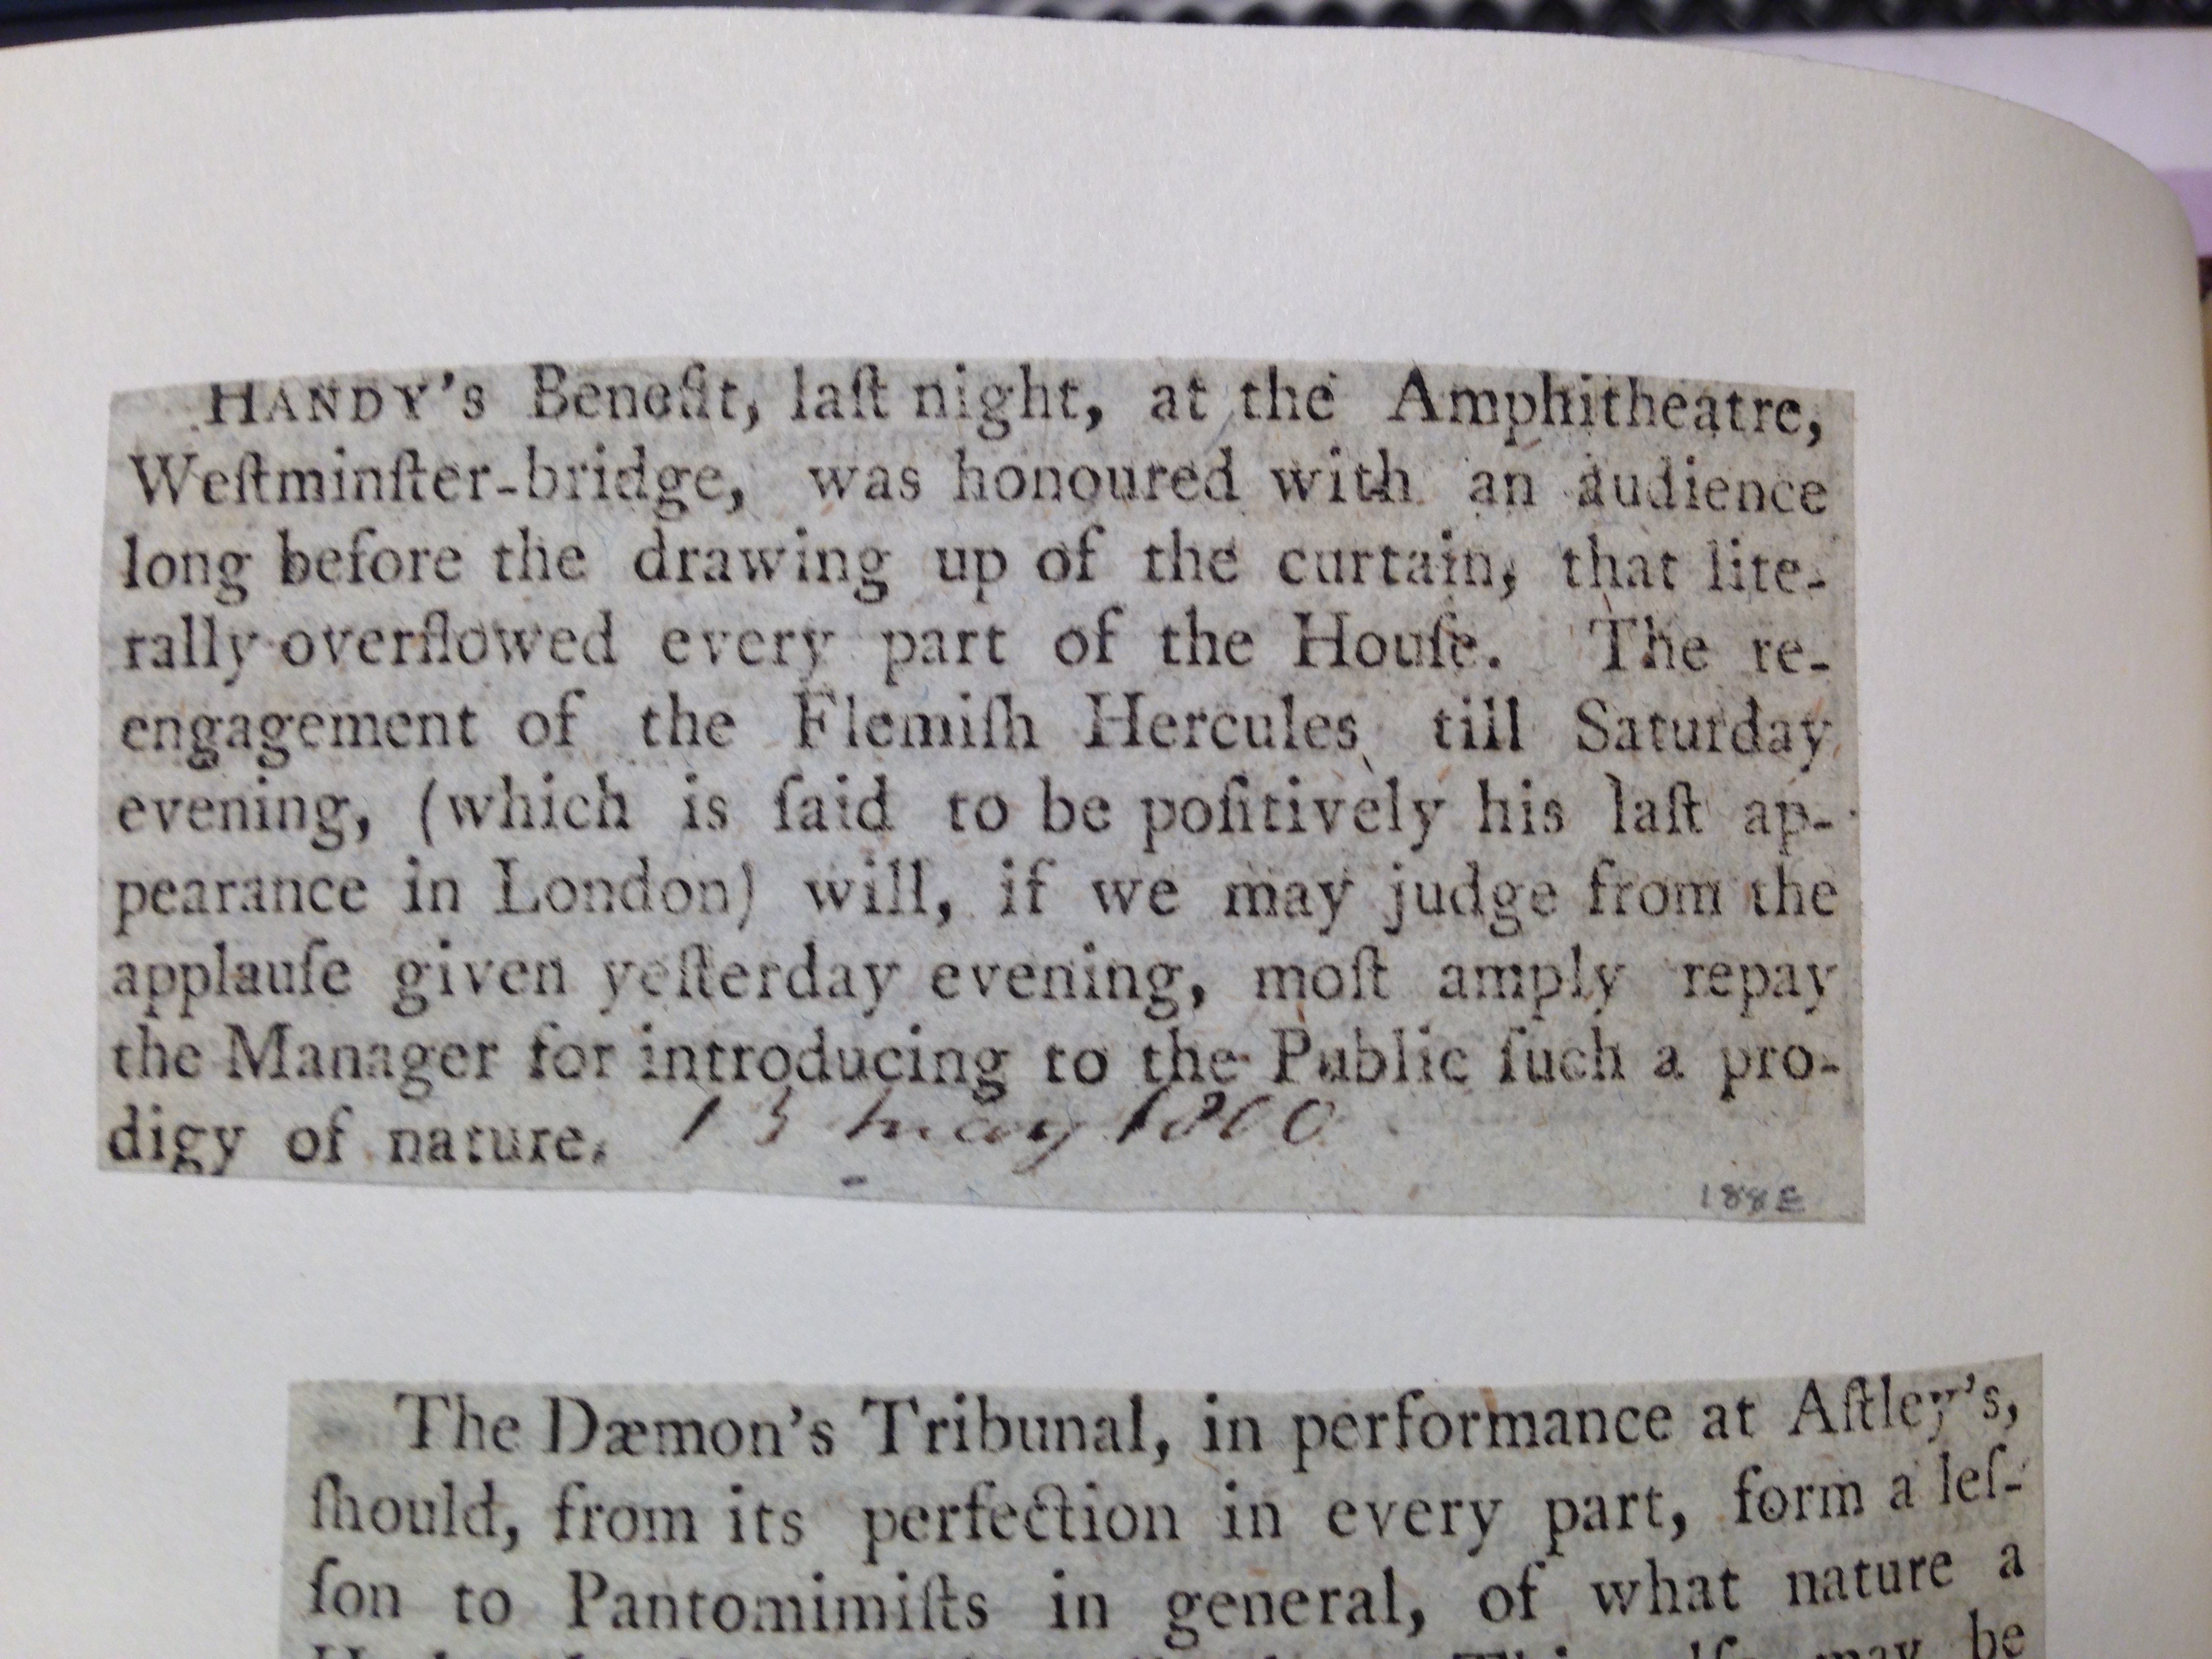 HANDY'S Benefit, laſt night, at the Amphitheatre,
Weſtminſter-bridge, was honoured with an audience
long before the drawing up of the curtain, that lite-
rally overflowed every part of the Houſe. The re-
engagement of the Flemiſh Hercules till Saturday
evening, (which is ſaid to be poſitively his laſt ap-
pearance in London) will, if we may judge from the
applauſe given yeſterday evening, moſt amply repay
the Manager for introducing to the Public ſuch a pro-
digy of nature. 13 may 1800
188E
The Dæmon's Tribunal, in performance at Aſtley's,
ſhould, from its perfection in every part, form a leſ-
ſon to Pantomimiſts in general, of what nature a
may be